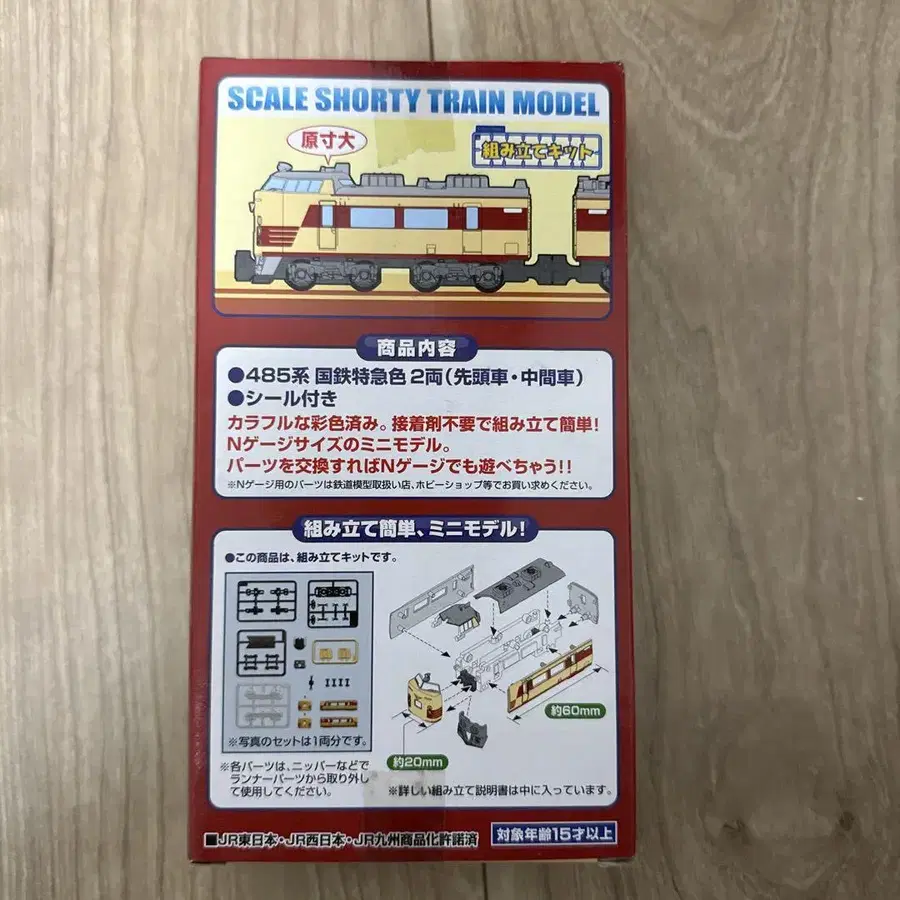 SCALE SHORTY TRAIN MODEL
原寸大
組み立てキット
商品内容
●485系 国鉄特急色 2両(先頭車・中間車)
●シール付き
カラフルな彩色済み。接着剤不要で組み立て簡単!
Nゲージサイズのミニモデル。
パーツを交換すればNゲージでも遊べちゃう!!
※Nゲージ用のパーツは鉄道模型取扱い店、ホビーショップ等でお買い求めください。
組み立て簡単、ミニモデル!
●この商品は、組み立てキットです。
※写真のセットは1両分です。
※各パーツは、ニッパーなどで
ランナーパーツから取り外し
て使用してください。
約60mm
約20mm
※詳しい組み立て説明書は中に入っています。
■JR東日本・JR西日本・JR九州商品化許諾済
対象年齢15才以上